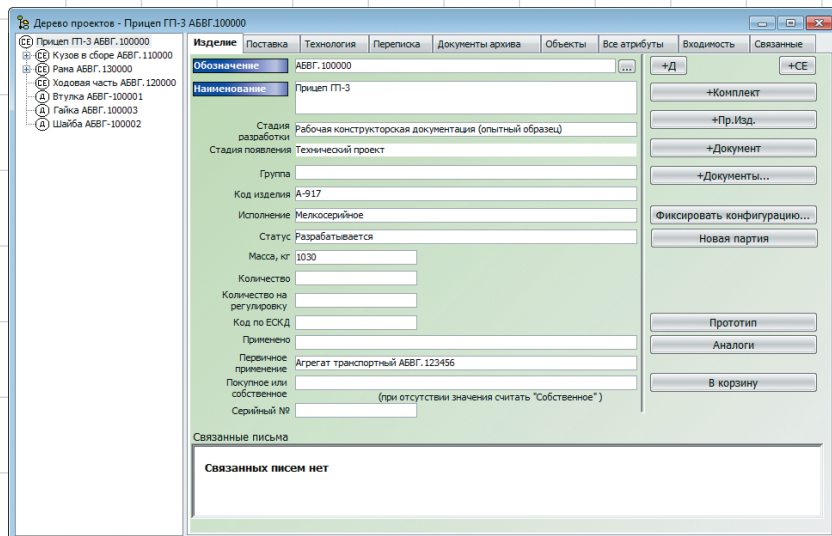 Дерево проектов - Прицеп ГП-3 АБВГ.100000
СЕ Прицеп ГП-3 АБВГ.100000
СЕ Кузов в сборе АБВГ.110000
СЕ Рана АБВГ.130000
СЕ Ходовая часть АБВГ.120000
Д Втулка АБВГ-100001
Д Гайка АБВГ.100003
Д Шайба АБВГ-100002
Изделие Поставка Технология Переписка Документы архива Объекты Все атрибуты Входимость Связанные
Обозначение АБВГ.100000 ... +Д +СЕ
Наименование Прицеп ГП-3
+Комплект
+Пр.Изд.
Стадия
разработки Рабочая конструкторская документация (опытный образец)
Стадия появления Технический проект +Документ
Группа +Документы...
Код изделия А-917
Исполнение Мелкосерийное Фиксировать конфигурацию...
Статус Разрабатывается Новая партия
Масса, кг 1030
Количество
Количество на
регулировку
Код по ЕСКД Прототип
Применено Аналоги
Первичное
применение Агрегат транспортный АБВГ.123456
Покупное или
собственное В корзину
(при отсутствии значения считать "Собственное" )
Серийный №
Связанные письма
Связанных писем нет